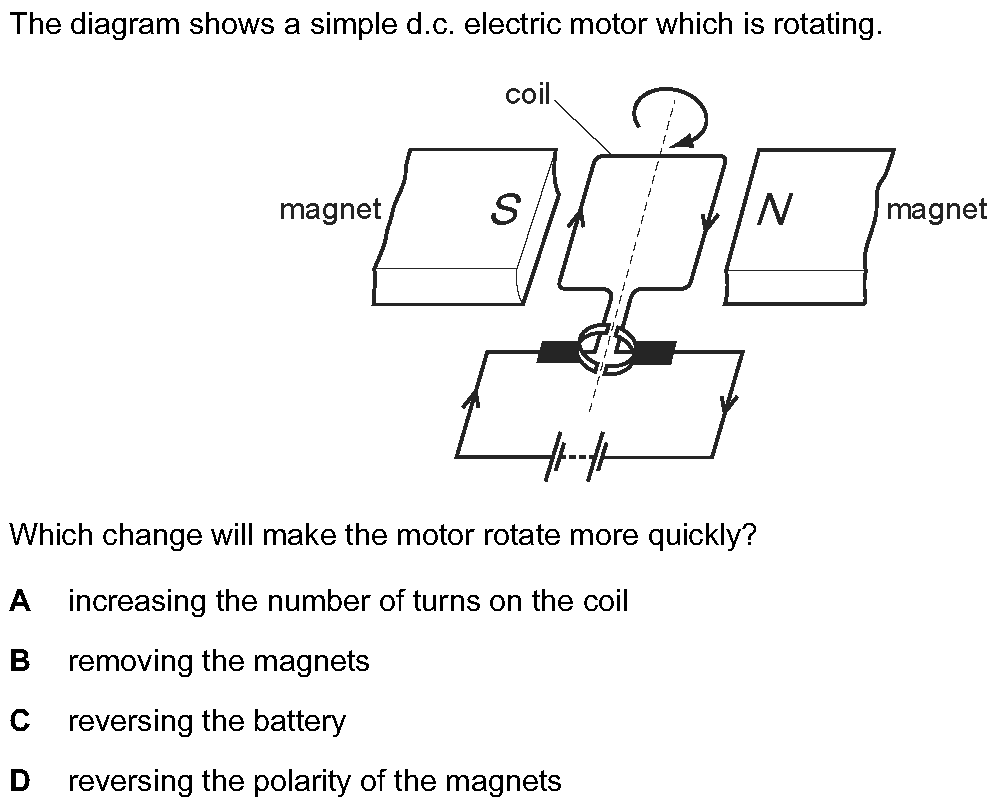 The diagram shows a simple d.c. electric motor which is rotating.
coil
magnet
S
N
magnet
Which change will make the motor rotate more quickly?
A increasing the number of turns on the coil
B removing the magnets
C reversing the battery
D reversing the polarity of the magnets